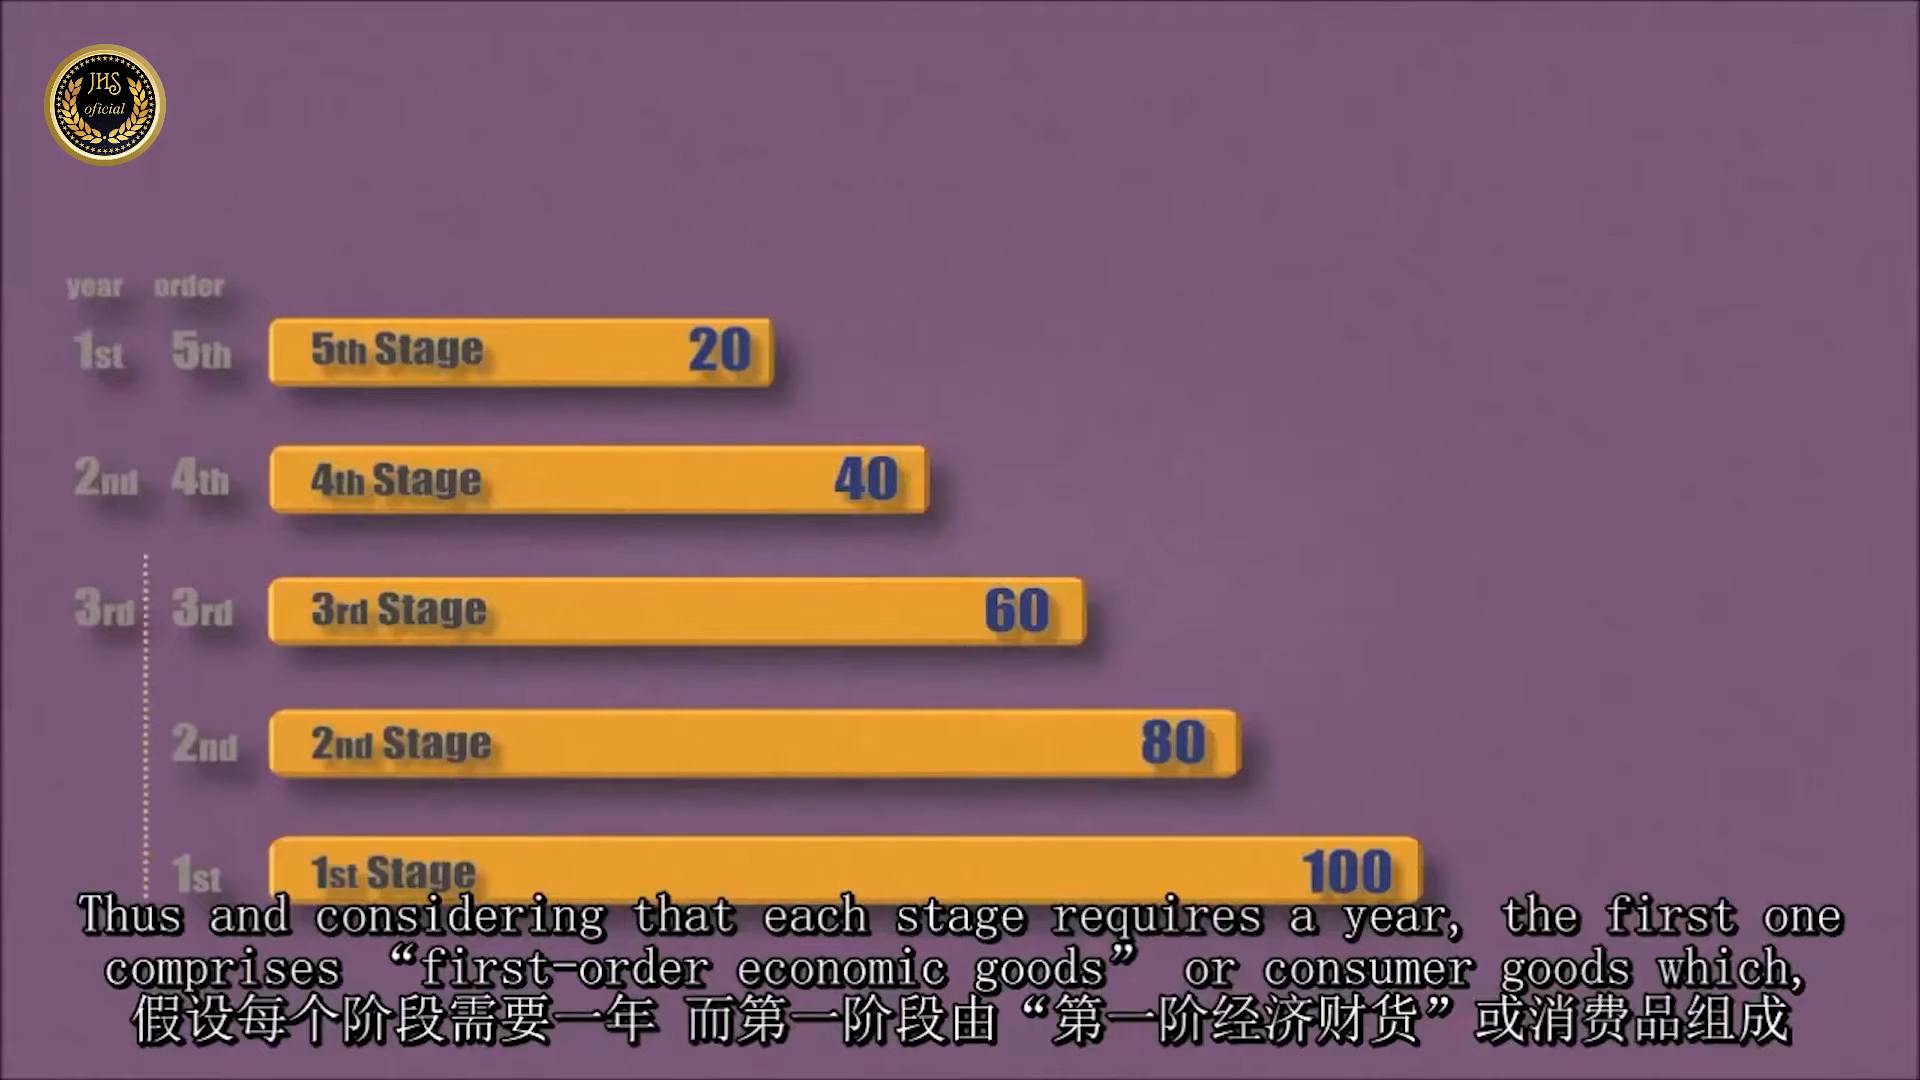 JHS
oficial
year order
1st 5th 5th Stage 20
2nd 4th 4th Stage 40
3rd 3rd 3rd Stage 60
2nd 2nd Stage 80
1st 1st Stage 100
Thus and considering that each stage requires a year, the first one
comprises “first-order economic goods” or consumer goods which,
假设每个阶段需要一年 而第一阶段由“第一阶经济财货”或消费品组成